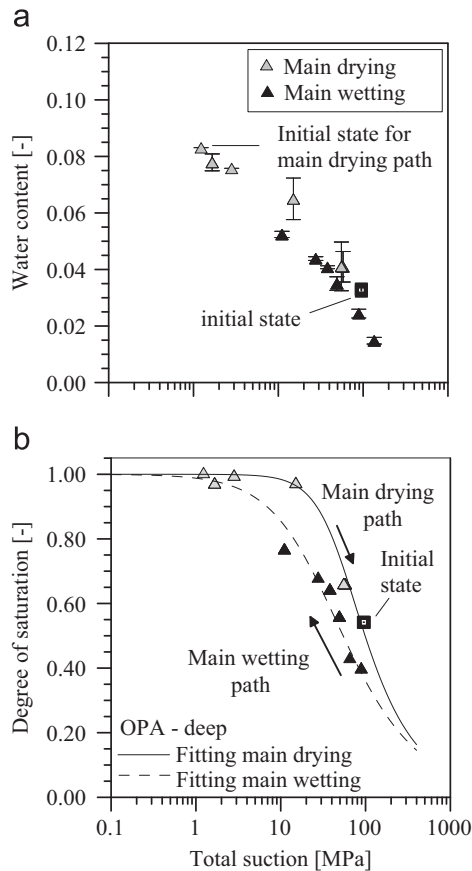 a
0.12
0.10
0.08
0.06
0.04
0.02
0.00
Water content [-]
Main drying
Main wetting
Initial state for
main drying path
initial state
b
1.00
0.80
0.60
0.40
0.20
0.00
Degree of saturation [-]
Main drying
path
Initial
state
Main wetting
path
OPA - deep
Fitting main drying
Fitting main wetting
0.1
1
10
100
1000
Total suction [MPa]